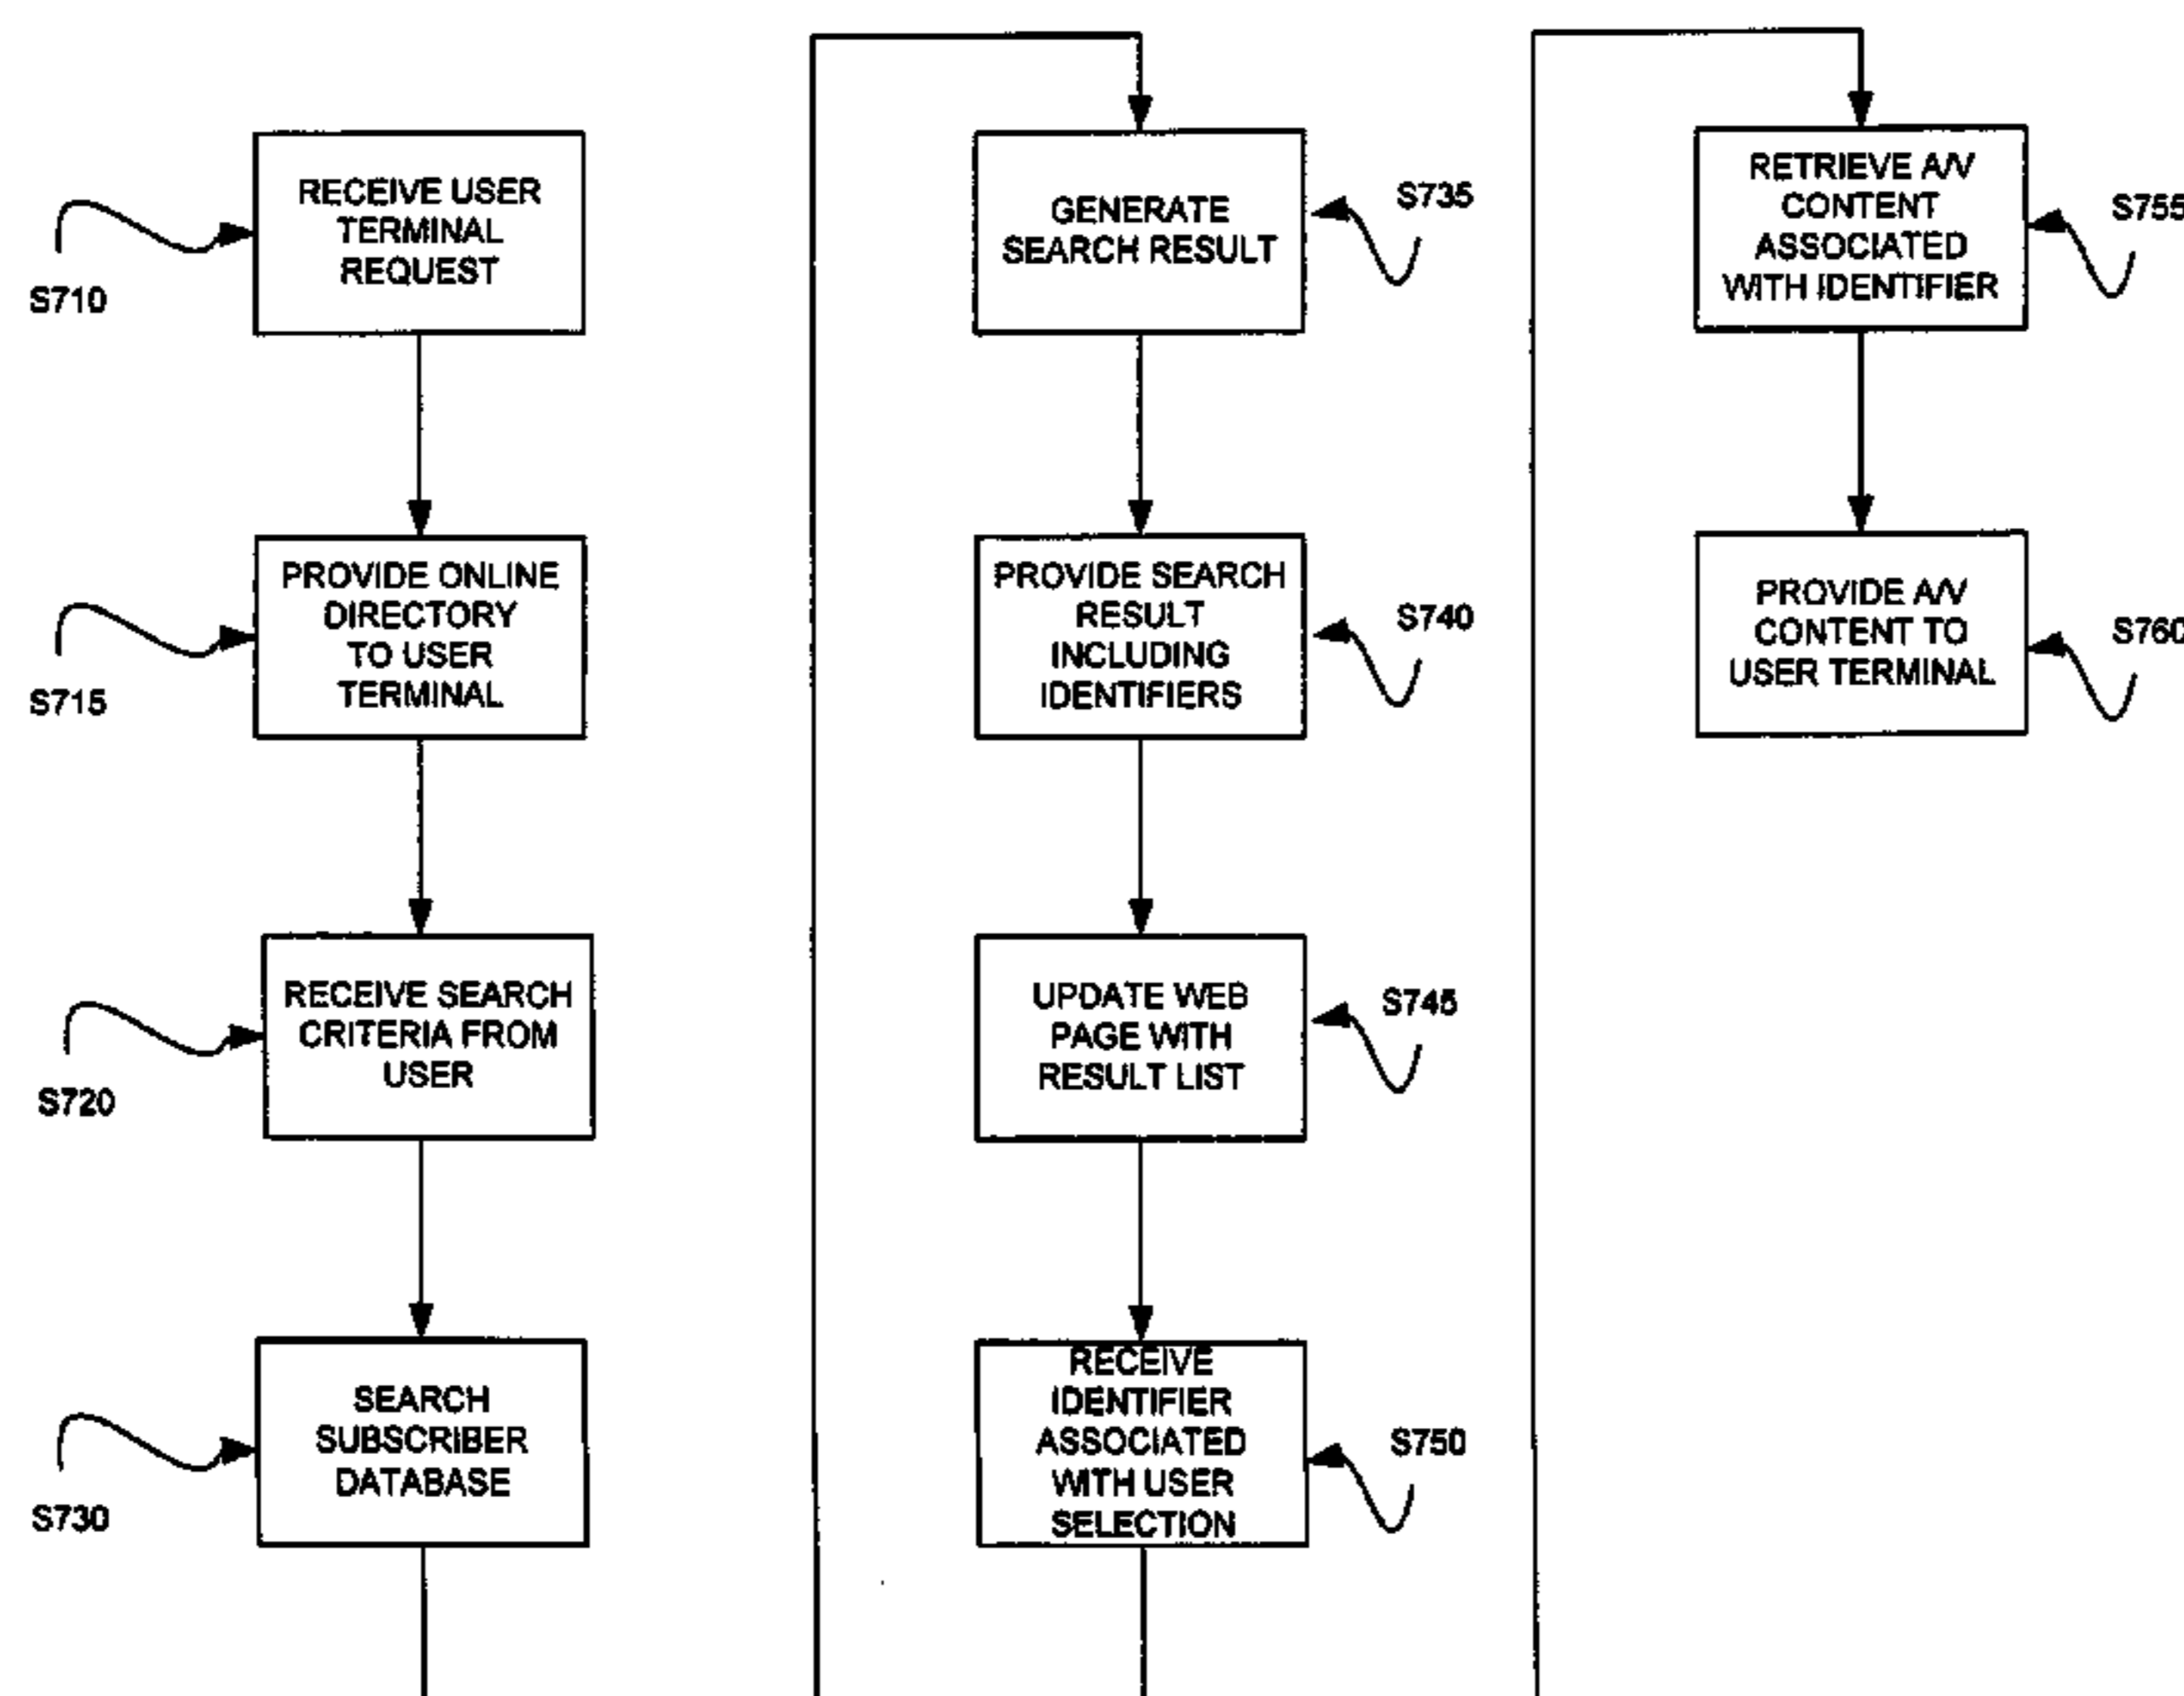 RECEIVE USER
TERMINAL
REQUEST
S710
PROVIDE ONLINE
DIRECTORY
TO USER
TERMINAL
S715
RECEIVE SEARCH
CRITERIA FROM
USER
S720
SEARCH
SUBSCRIBER
DATABASE
S730
GENERATE
SEARCH RESULT
S735
PROVIDE SEARCH
RESULT
INCLUDING
IDENTIFIERS
S740
UPDATE WEB
PAGE WITH
RESULT LIST
S745
RECEIVE
IDENTIFIER
ASSOCIATED
WITH USER
SELECTION
S750
RETRIEVE A/V
CONTENT
ASSOCIATED
WITH IDENTIFIER
S755
PROVIDE A/V
CONTENT TO
USER TERMINAL
S760